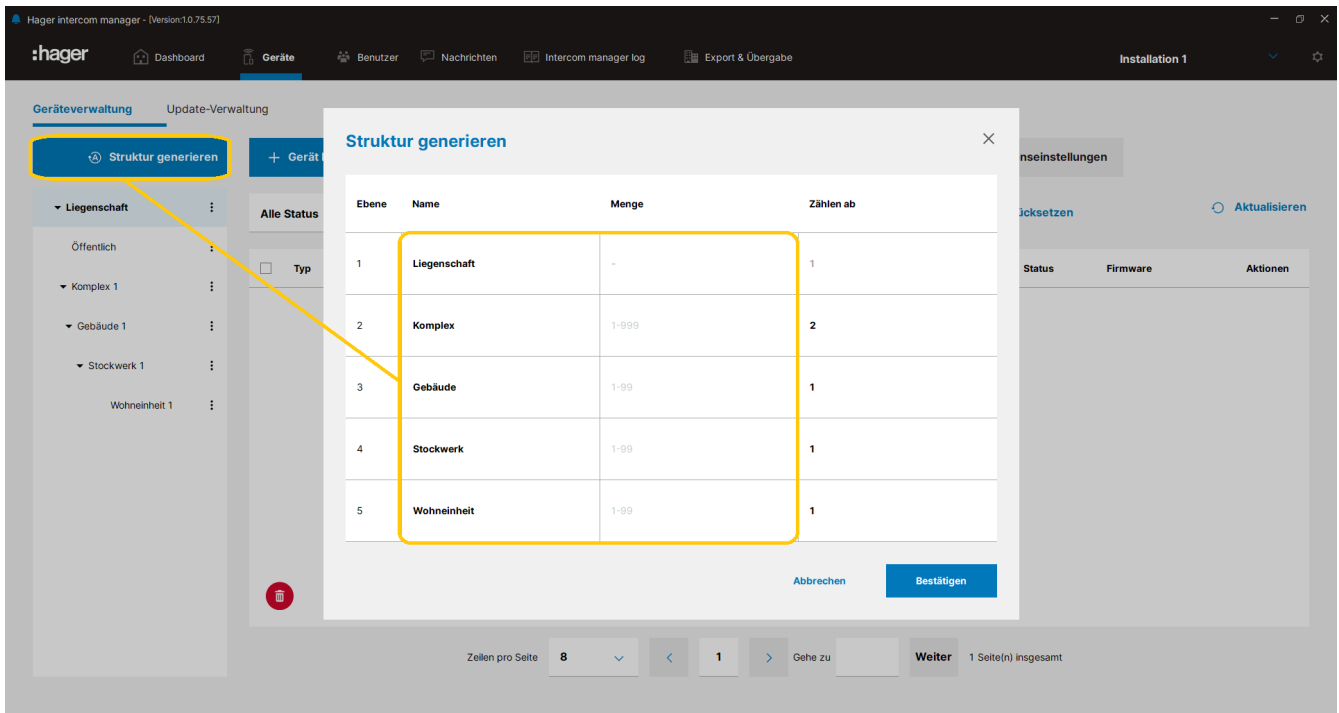 Hager intercom manager - [Version:1.0.75.57]
:hager Dashboard Geräte Benutzer Nachrichten Intercom manager log Export & Übergabe Installation 1
Geräteverwaltung Update-Verwaltung
Struktur generieren
Struktur generieren + Gerät nseinstellungen
Ebene Name Menge Zählen ab
Liegenschaft Alle Status ücksetzen Aktualisieren
Öffentlich
1 Liegenschaft - 1
Typ Status Firmware Aktionen
Komplex 1
2 Komplex 1-999 2
Gebäude 1
Stockwerk 1
3 Gebäude 1-99 1
Wohneinheit 1
4 Stockwerk 1-99 1
5 Wohneinheit 1-99 1
Abbrechen Bestätigen
Zeilen pro Seite 8 < 1 > Gehe zu Weiter 1 Seite(n) insgesamt